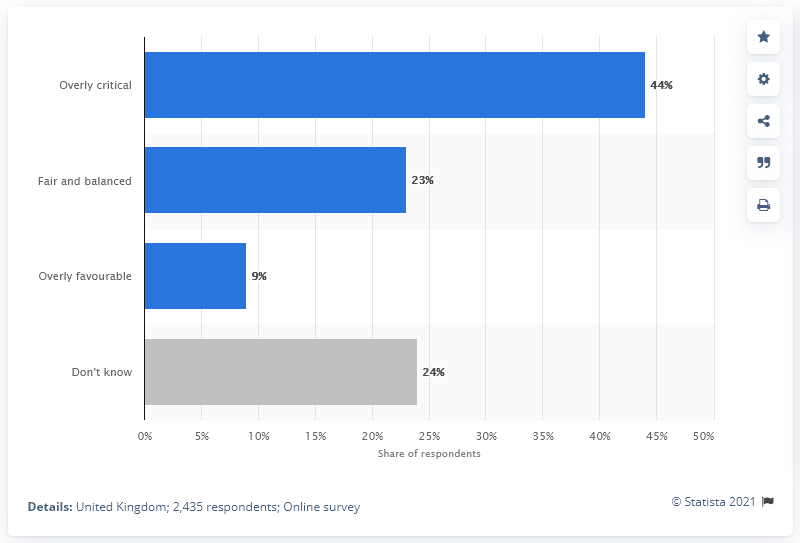 Overly critical
44%
Fair and balanced
23%
Overly favourable
9%
Don't know
24%
0% 5% 10% 15% 20% 25% 30% 35% 40% 45% 50%
Share of respondents
Details: United Kingdom; 2,435 respondents; Online survey
© Statista 2021